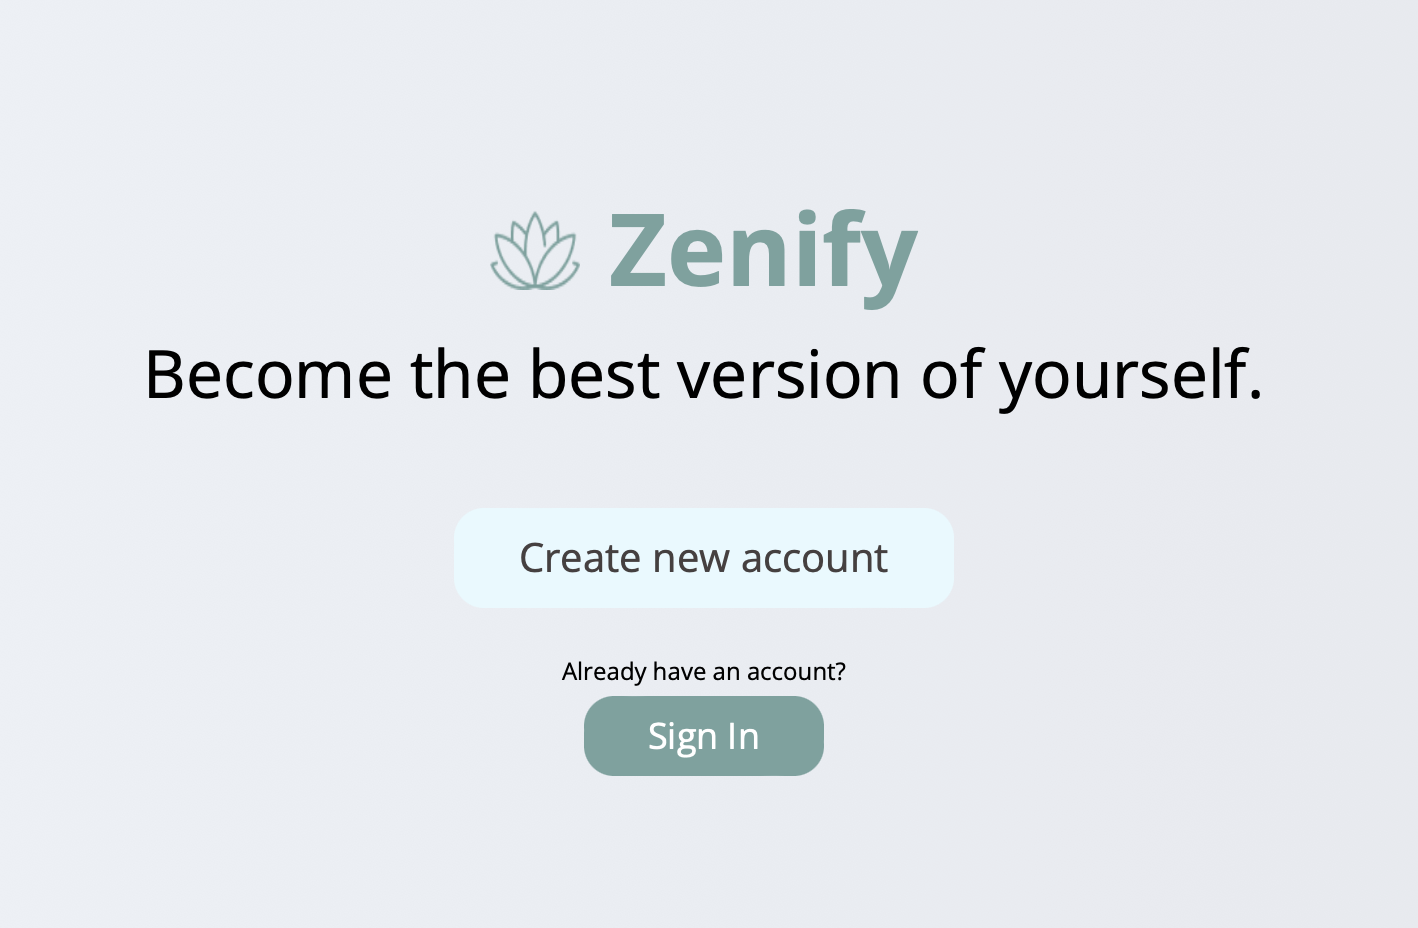 Zenify
Become the best version of yourself.
Create new account
Already have an account?
Sign In